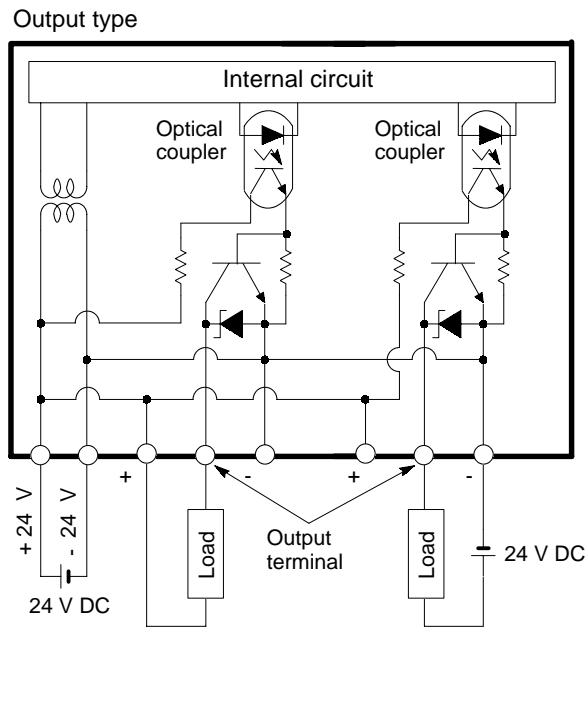 Output type
Internal circuit
Optical
coupler
Optical
coupler
+
-
+
-
+ 24 V
- 24 V
Load
Output
terminal
Load
24 V DC
24 V DC